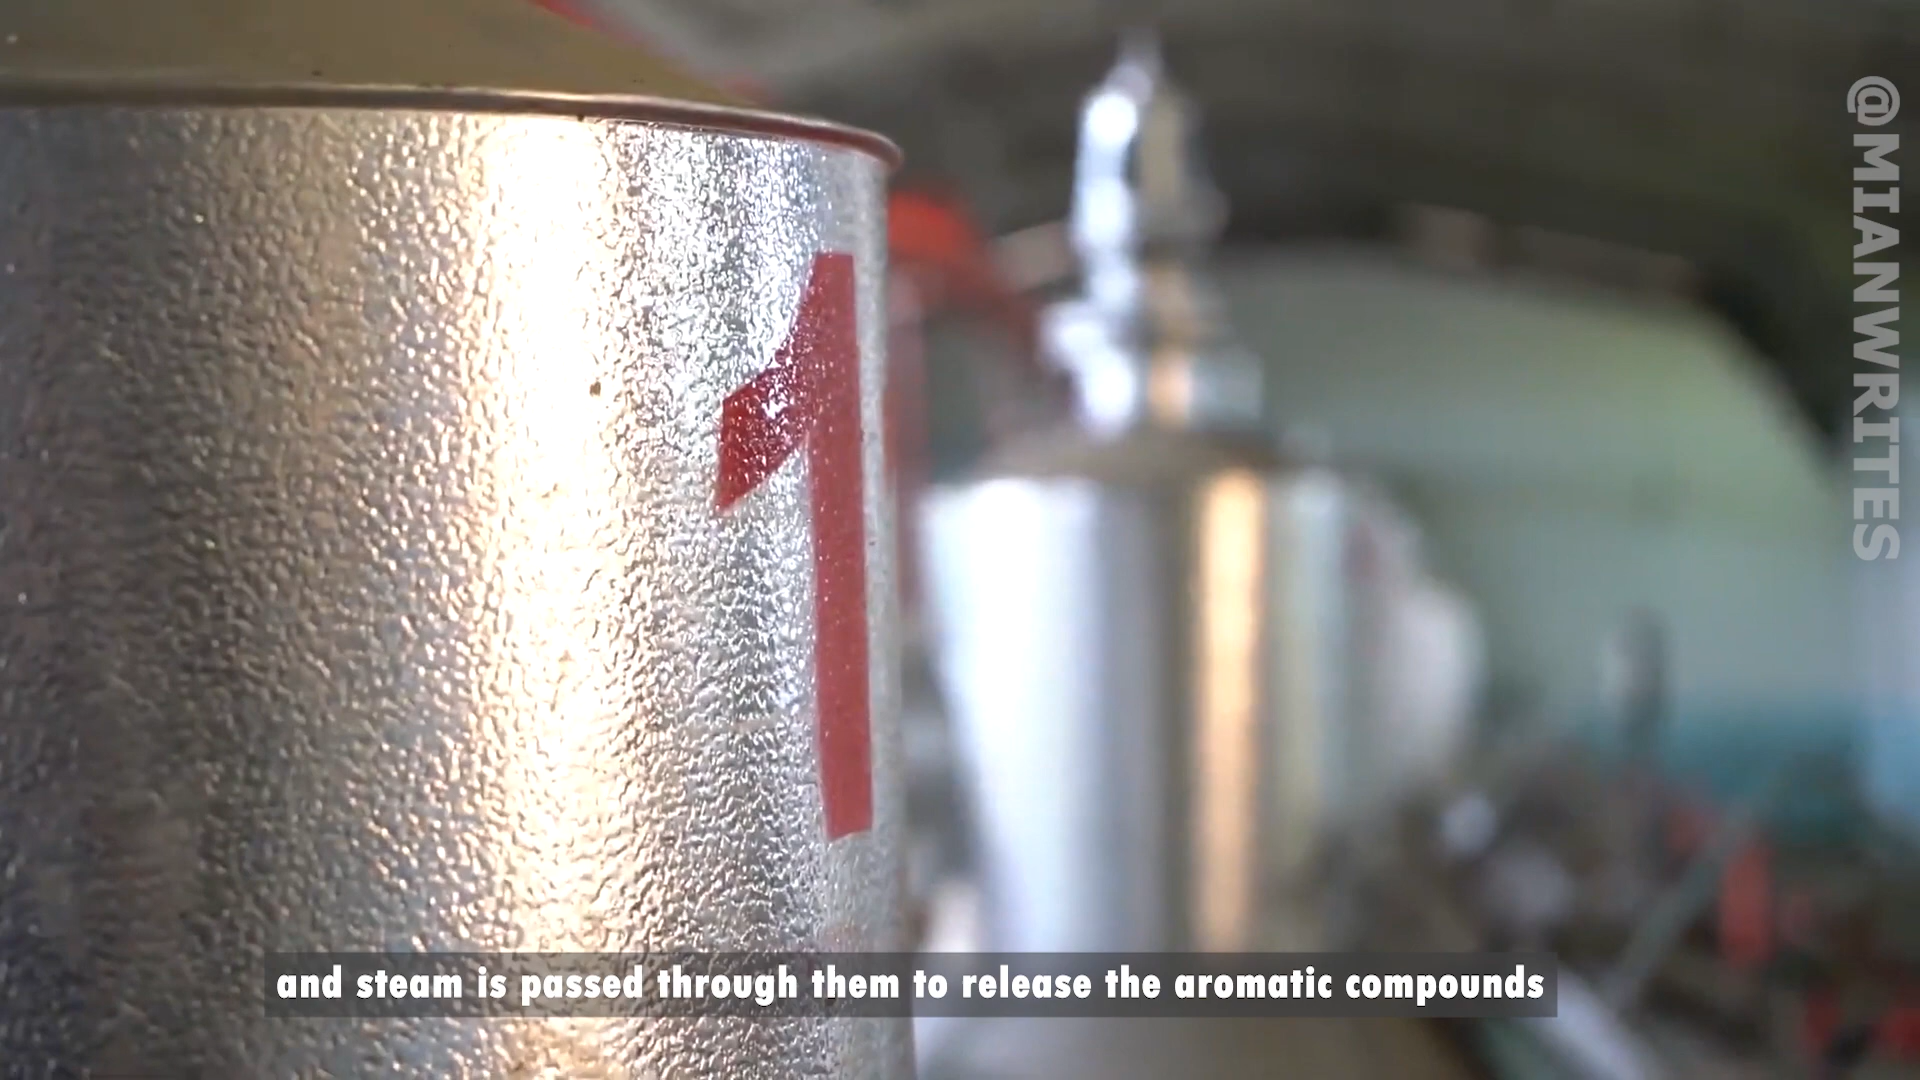 1
@MIANWRITES
and steam is passed through them to release the aromatic compounds